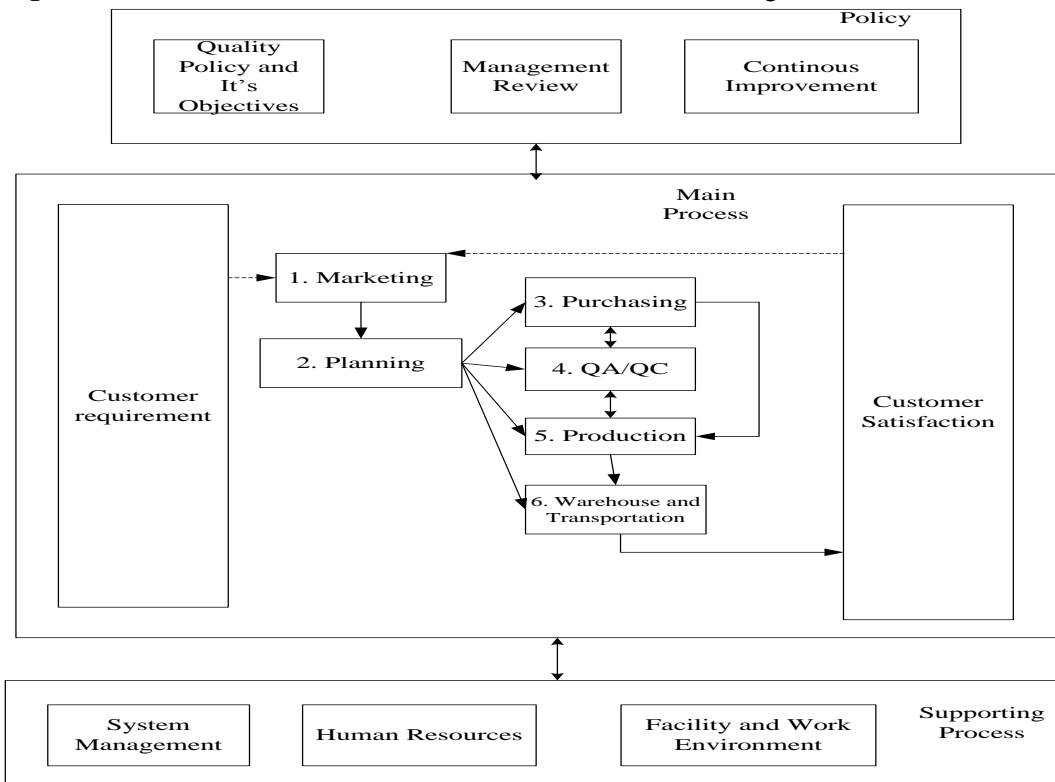 Policy
Quality
Policy and
It's
Objectives
Management
Review
Continous
Improvement
Main
Process
Customer
requirement
1. Marketing
2. Planning
3. Purchasing
4. QA/QC
5. Production
6. Warehouse and
Transportation
Customer
Satisfaction
System
Management
Human Resources
Facility and Work
Environment
Supporting
Process